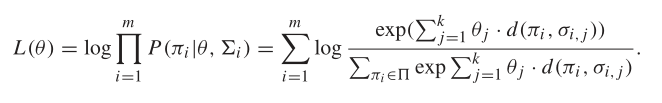 L(θ) = log ∏_{i=1}^{m} P(π_i|θ, Σ_i) = ∑_{i=1}^{m} log \frac{exp(∑_{j=1}^{k} θ_j · d(π_i, σ_{i,j}))}{∑_{π_i∈Π} exp ∑_{j=1}^{k} θ_j · d(π_i, σ_{i,j})}.